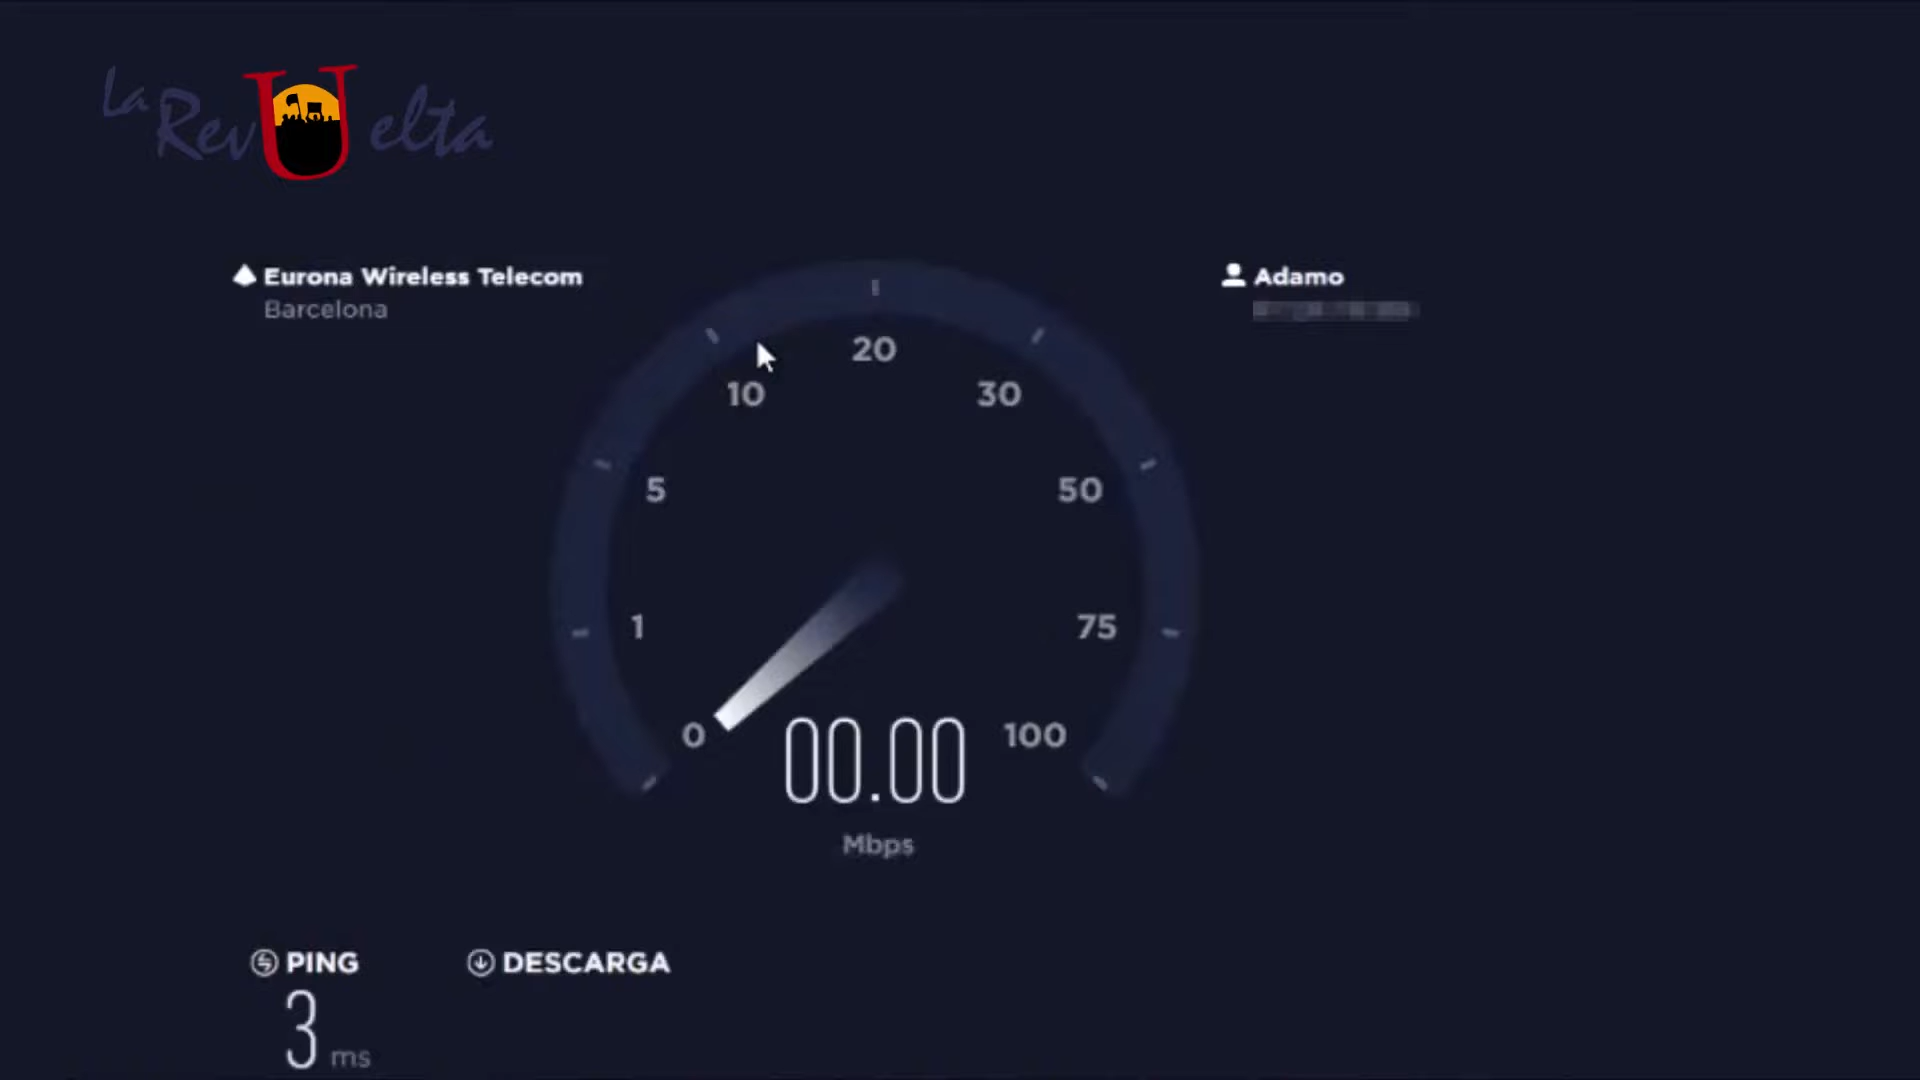 La RevUelta
Eurona Wireless Telecom
Barcelona
Adamo
0
1
5
10
20
30
50
75
100
00.00
Mbps
PING
3 ms
DESCARGA